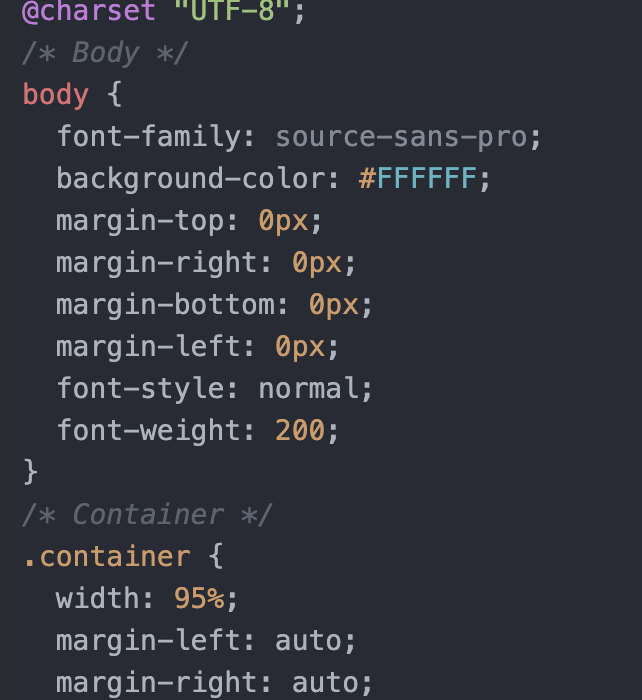 @charset "UTF-8";
/* Body */
body {
  font-family: source-sans-pro;
  background-color: #FFFFFF;
  margin-top: 0px;
  margin-right: 0px;
  margin-bottom: 0px;
  margin-left: 0px;
  font-style: normal;
  font-weight: 200;
}
/* Container */
.container {
  width: 95%;
  margin-left: auto;
  margin-right: auto;